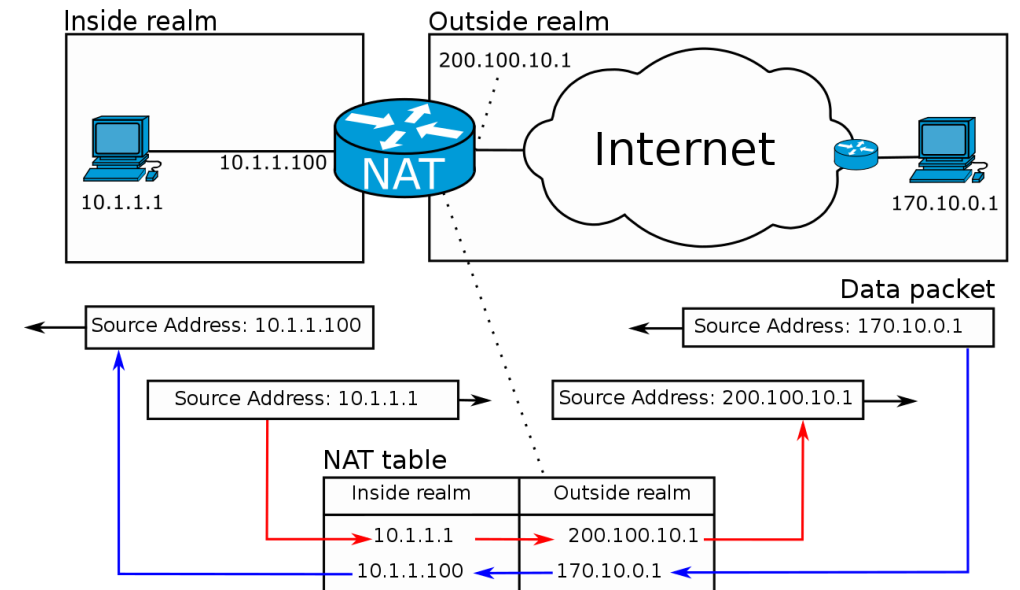 Inside realm
Outside realm
200.100.10.1
Internet
10.1.1.100
NAT
10.1.1.1
170.10.0.1
Data packet
Source Address: 10.1.1.100
Source Address: 170.10.0.1
Source Address: 10.1.1.1
Source Address: 200.100.10.1
NAT table
Inside realm
Outside realm
10.1.1.1
200.100.10.1
10.1.1.100
170.10.0.1